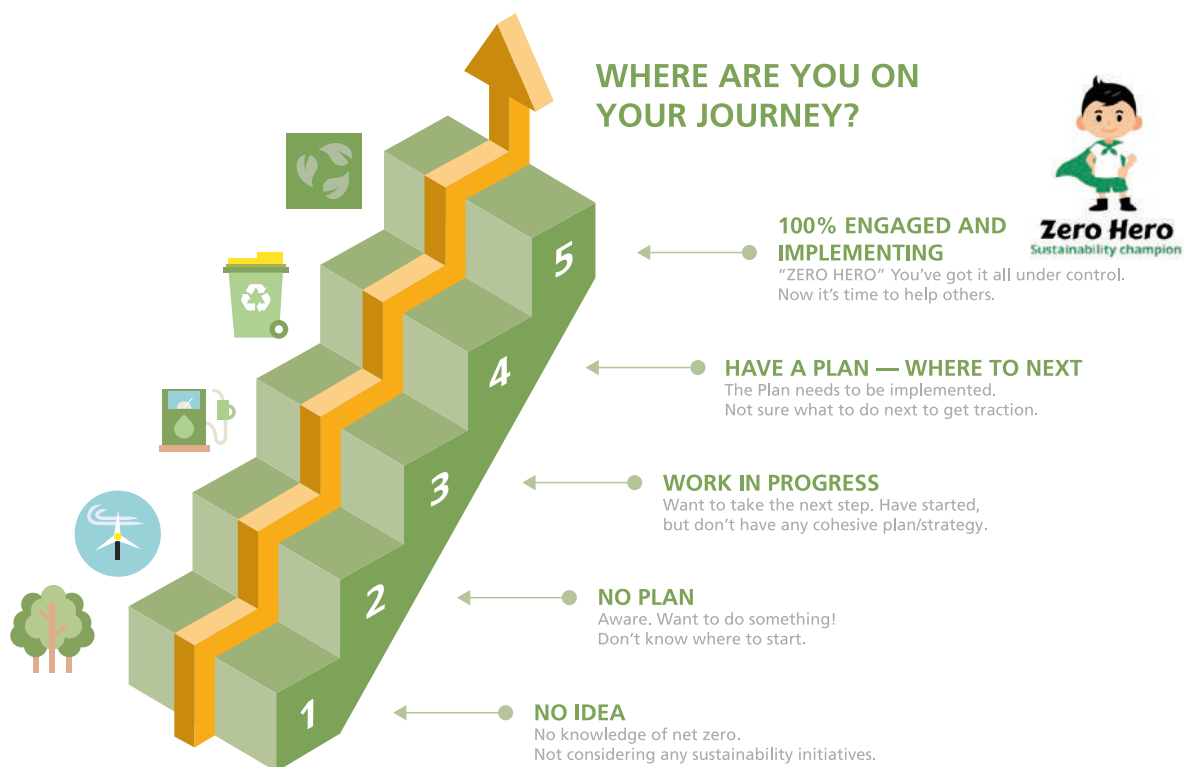 WHERE ARE YOU ON
YOUR JOURNEY?
Zero Hero
Sustainability champion
5
100% ENGAGED AND
IMPLEMENTING
“ZERO HERO” You’ve got it all under control.
Now it’s time to help others.
4
HAVE A PLAN — WHERE TO NEXT
The Plan needs to be implemented.
Not sure what to do next to get traction.
3
WORK IN PROGRESS
Want to take the next step. Have started,
but don’t have any cohesive plan/strategy.
2
NO PLAN
Aware. Want to do something!
Don’t know where to start.
1
NO IDEA
No knowledge of net zero.
Not considering any sustainability initiatives.